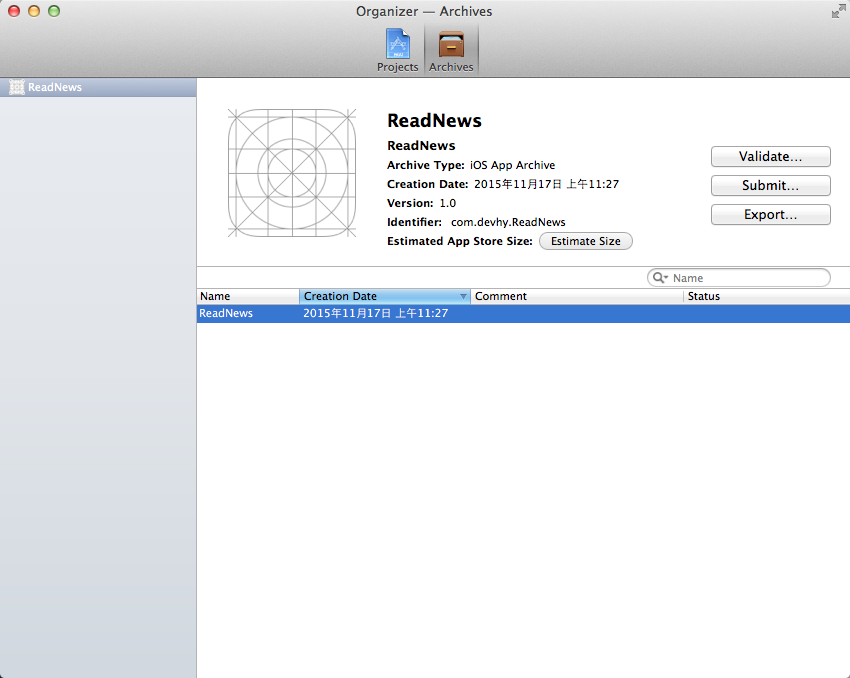 Organizer — Archives
Projects
Archives
ReadNews
ReadNews
ReadNews
Archive Type: iOS App Archive
Creation Date: 2015年11月17日 上午11:27
Version: 1.0
Identifier: com.devhy.ReadNews
Estimated App Store Size: Estimate Size
Validate...
Submit...
Export...
Name
Name Creation Date Comment Status
ReadNews 2015年11月17日 上午11:27